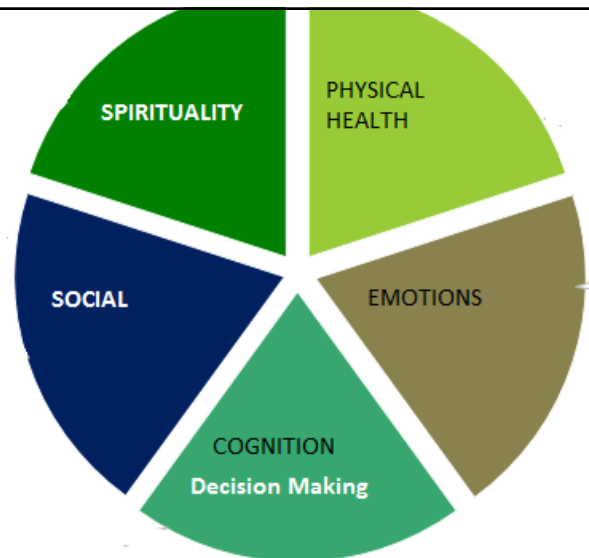 SPIRITUALITY
PHYSICAL
HEALTH
SOCIAL
EMOTIONS
COGNITION
Decision Making